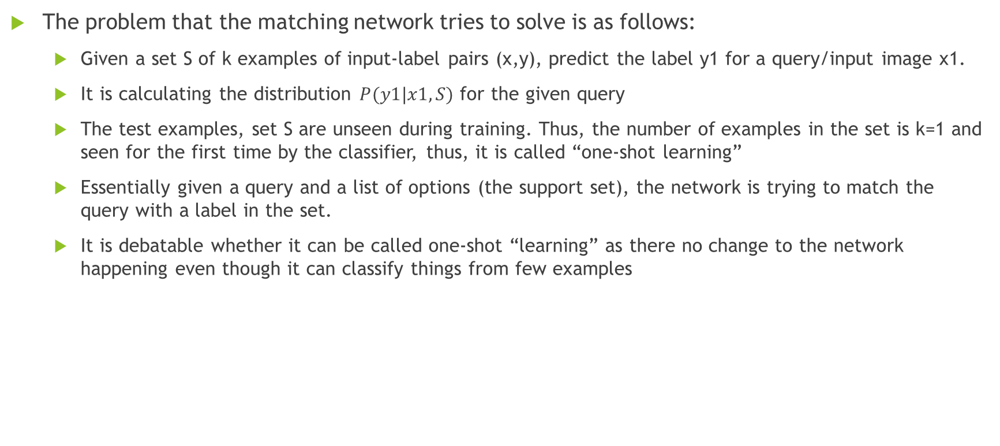 The problem that the matching network tries to solve is as follows:
Given a set S of k examples of input-label pairs (x,y), predict the label y1 for a query/input image x1.
It is calculating the distribution P(y1|x1,S) for the given query
The test examples, set S are unseen during training. Thus, the number of examples in the set is k=1 and
seen for the first time by the classifier, thus, it is called “one-shot learning”
Essentially given a query and a list of options (the support set), the network is trying to match the
query with a label in the set.
It is debatable whether it can be called one-shot “learning” as there no change to the network
happening even though it can classify things from few examples